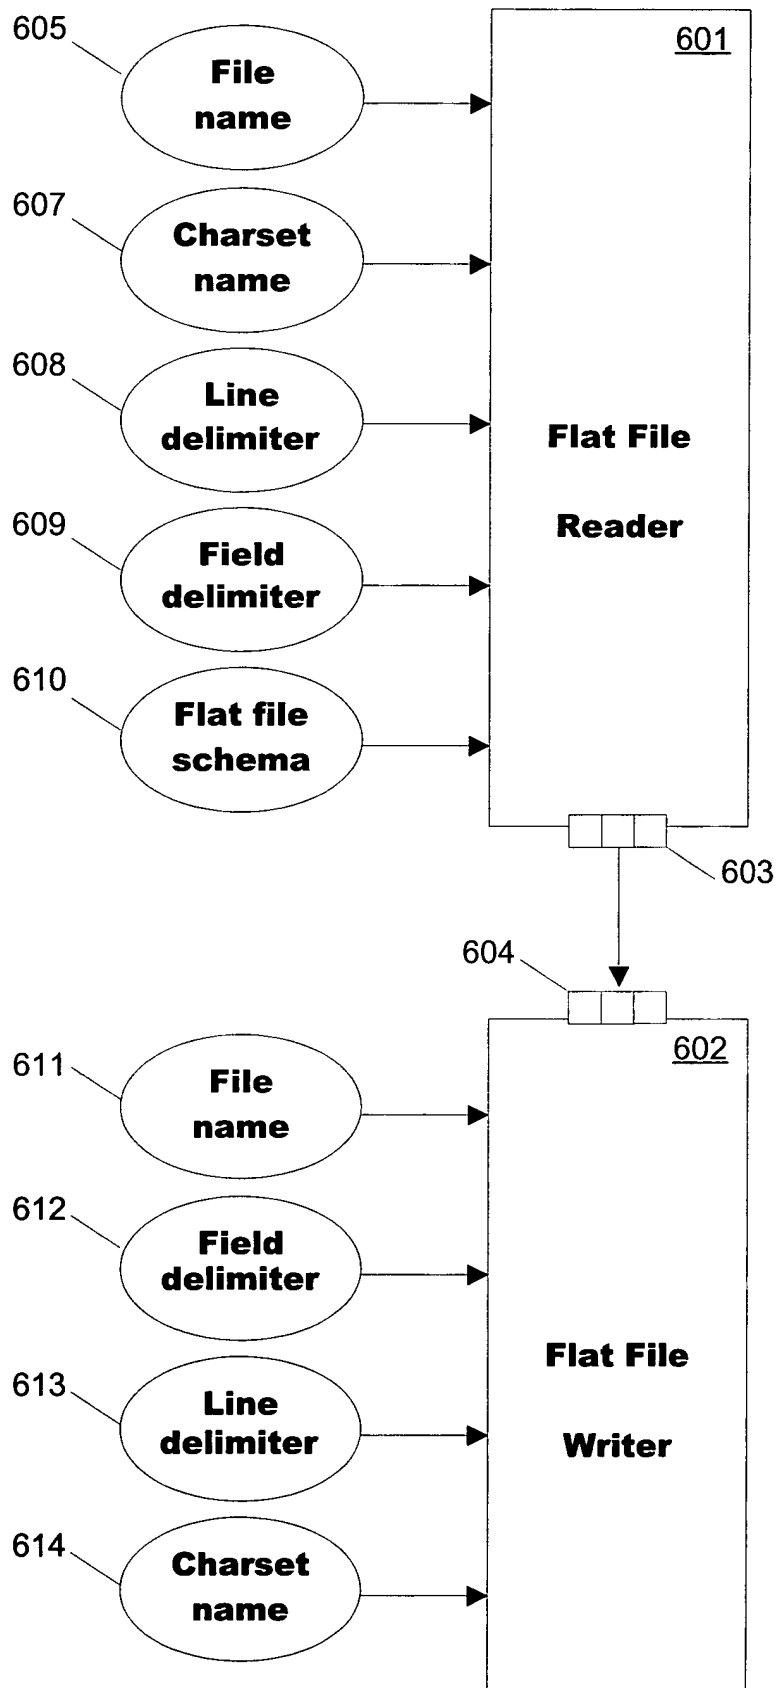 605
File
name
601
607
Charset
name
608
Line
delimiter
Flat File
Reader
609
Field
delimiter
610
Flat file
schema
603
604
602
611
File
name
612
Field
delimiter
Flat File
Writer
613
Line
delimiter
614
Charset
name